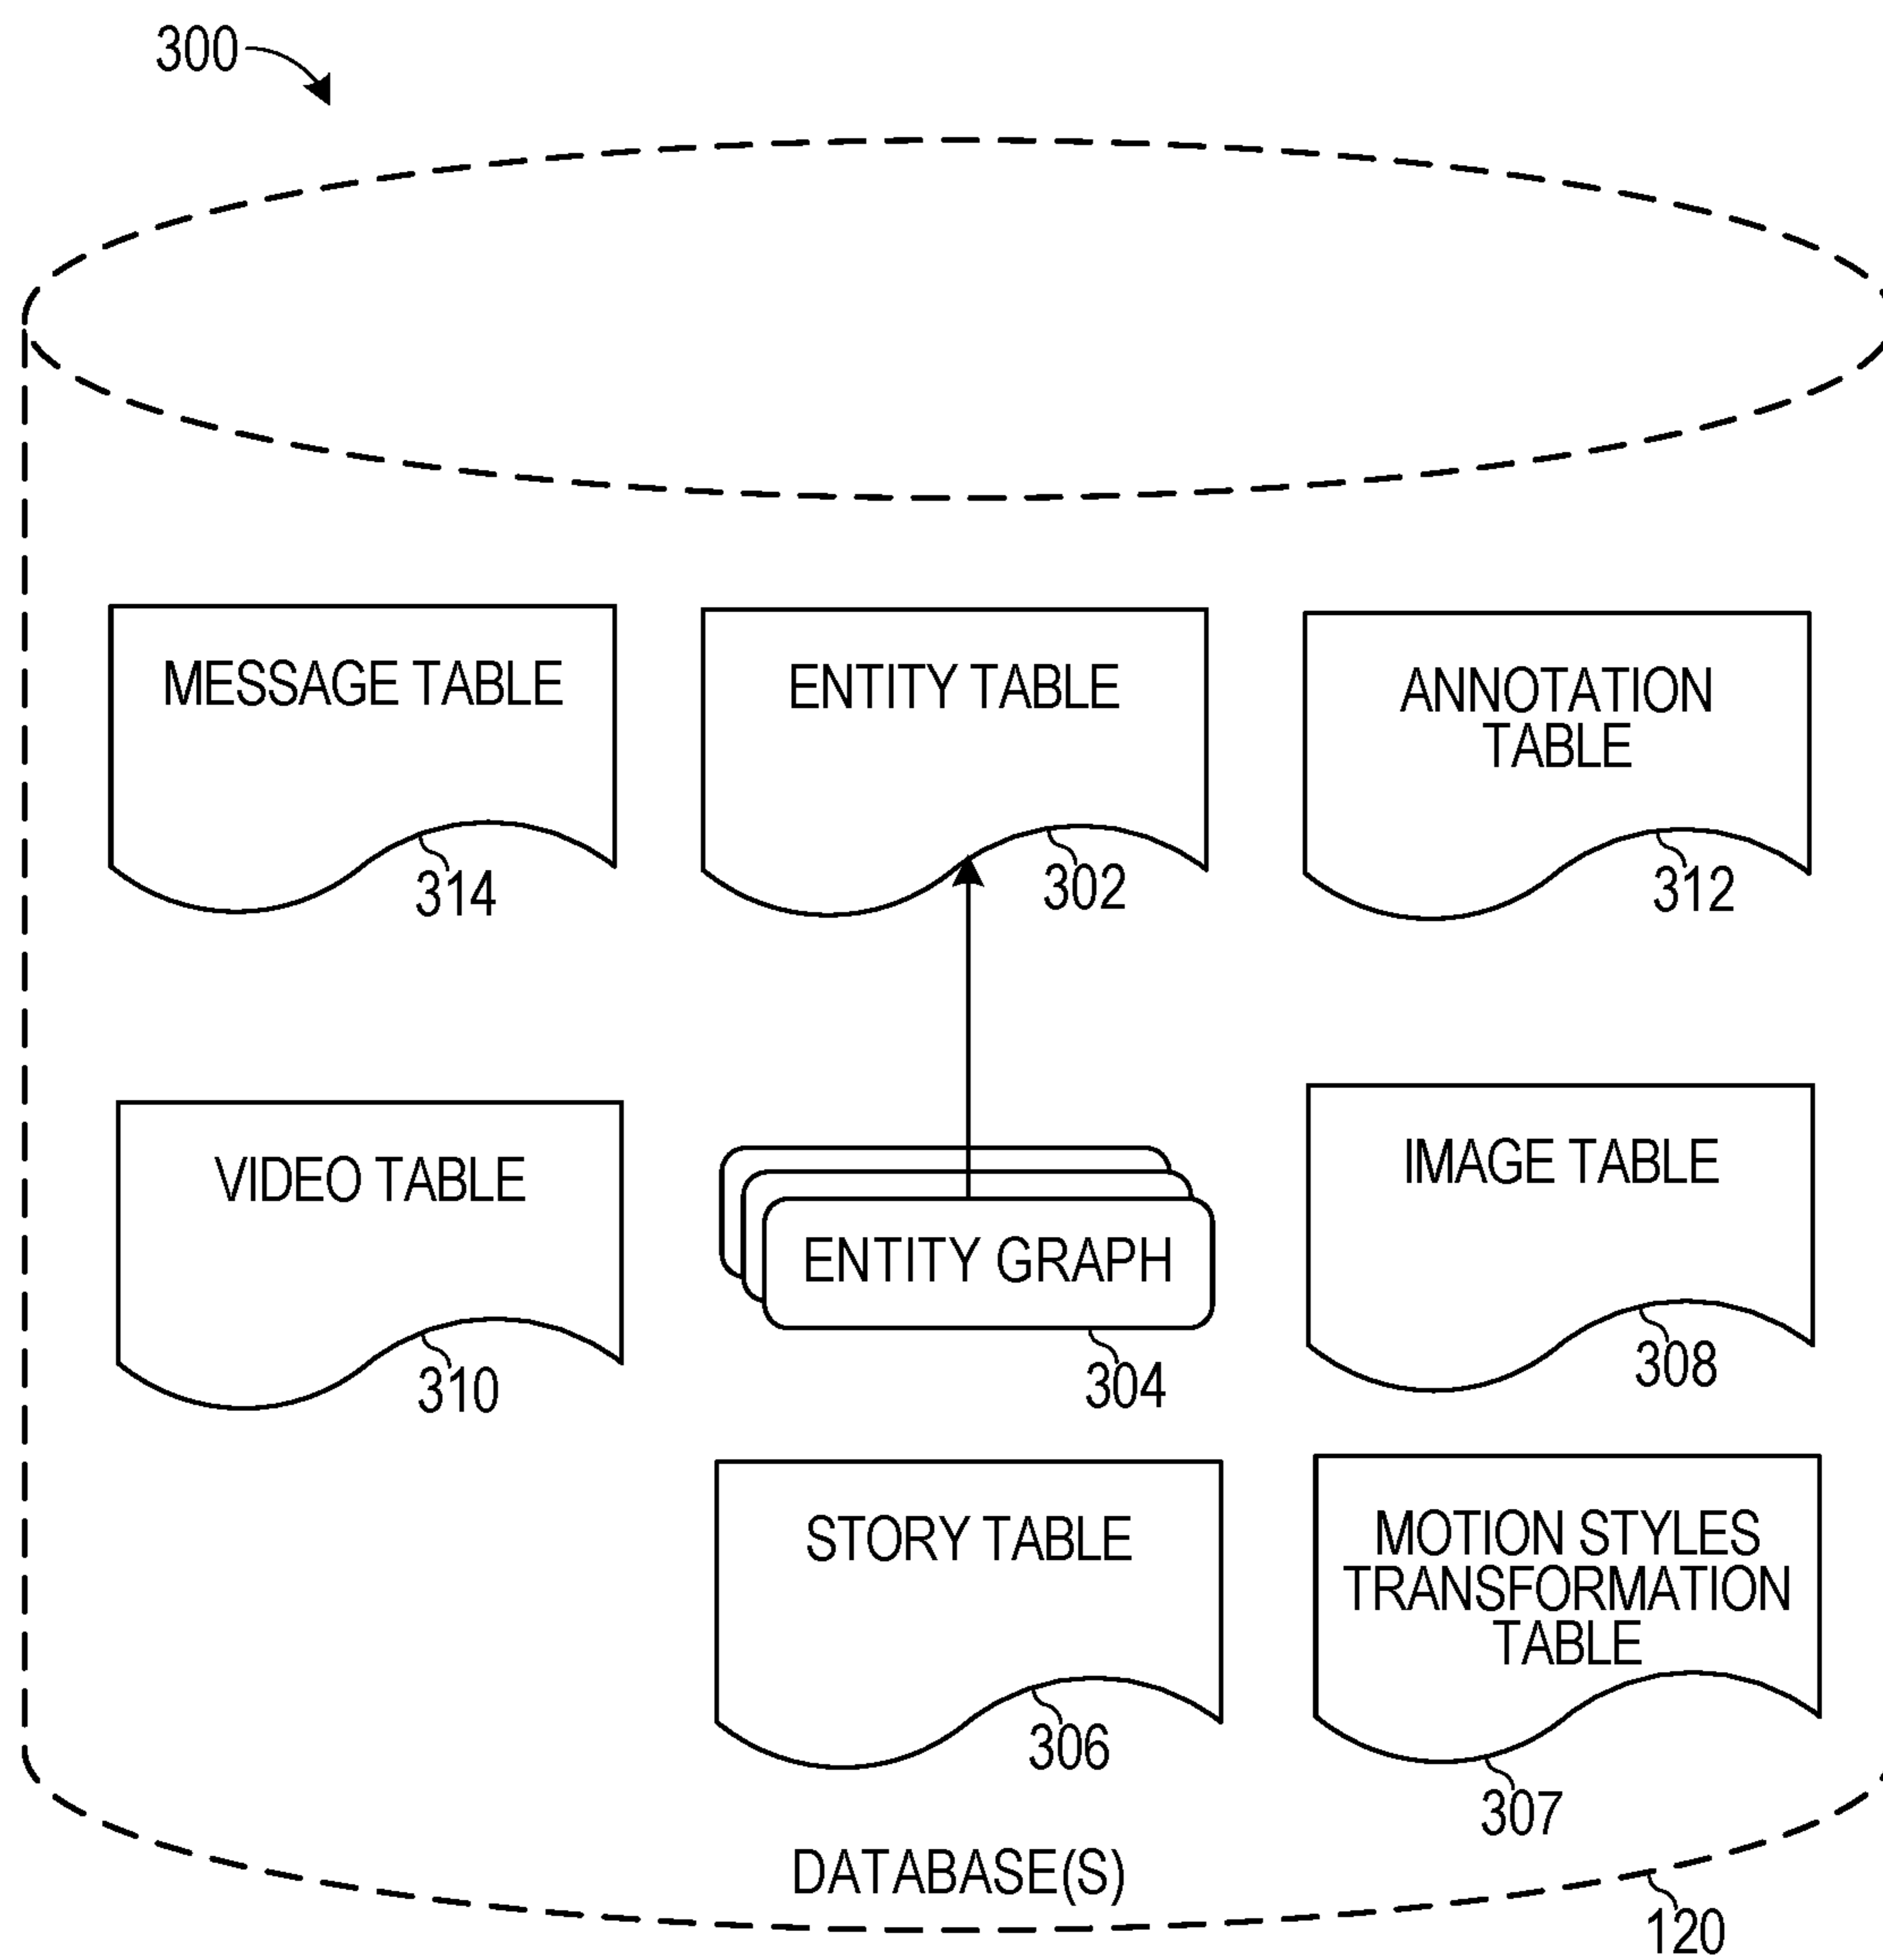 300
MESSAGE TABLE
314
ENTITY TABLE
302
ANNOTATION
TABLE
312
VIDEO TABLE
310
ENTITY GRAPH
304
IMAGE TABLE
308
STORY TABLE
306
MOTION STYLES
TRANSFORMATION
TABLE
307
DATABASE(S)
120